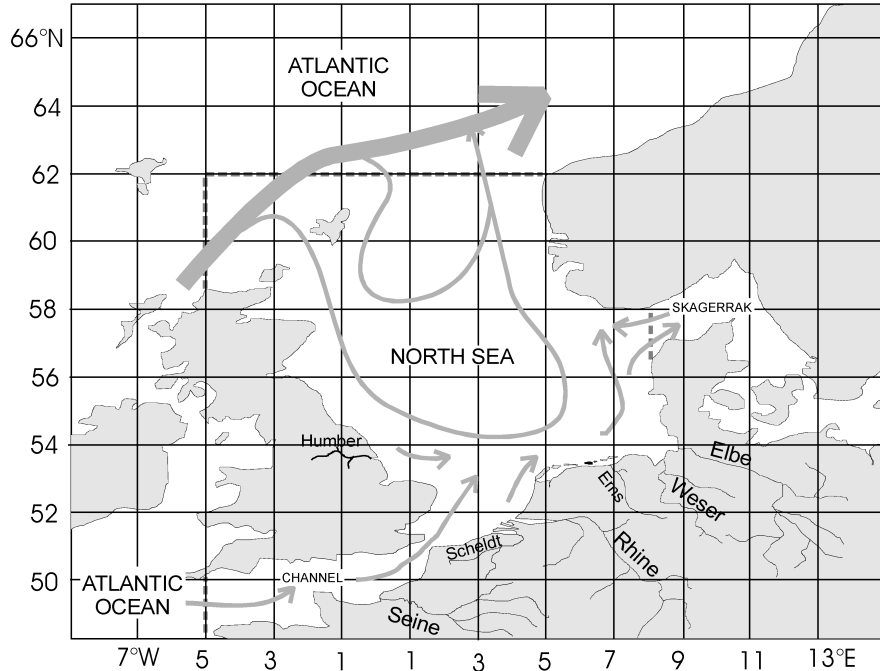 66°N
ATLANTIC
OCEAN
64
62
60
58
SKAGERRAK
NORTH SEA
56
54
Humber
Elbe
Ems
Weser
52
Scheldt
Rhine
50
CHANNEL
ATLANTIC
OCEAN
Seine
7°W 5 3 1 1 3 5 7 9 11 13°E